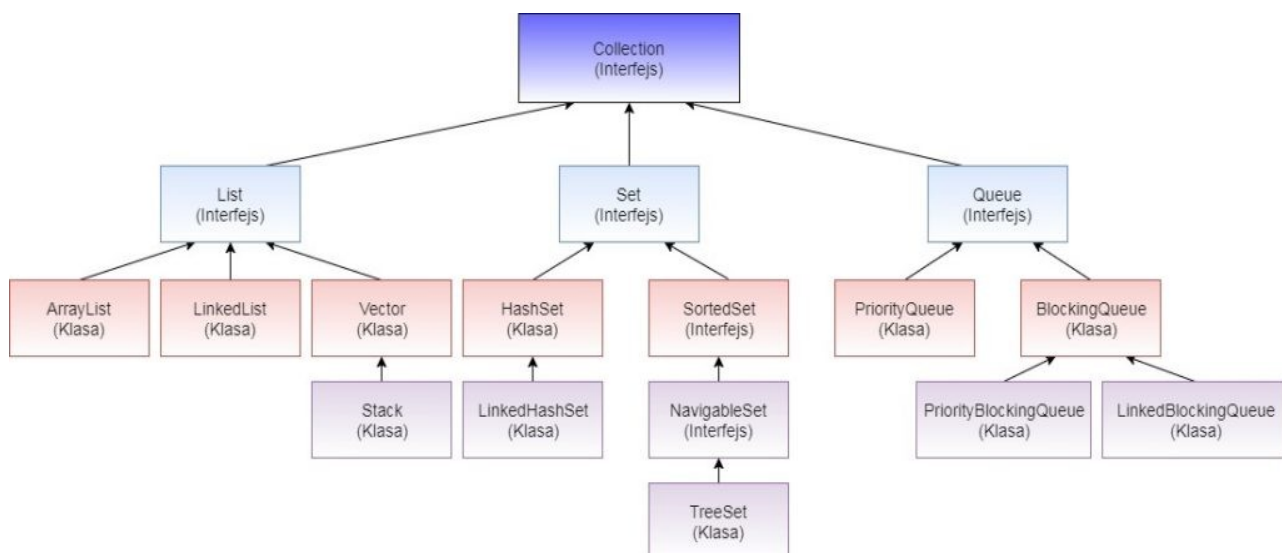 Collection
(Interfejs)
List
(Interfejs)
Set
(Interfejs)
Queue
(Interfejs)
ArrayList
(Klasa)
LinkedList
(Klasa)
Vector
(Klasa)
HashSet
(Klasa)
SortedSet
(Interfejs)
PriorityQueue
(Klasa)
BlockingQueue
(Klasa)
Stack
(Klasa)
LinkedHashSet
(Klasa)
NavigableSet
(Interfejs)
PriorityBlockingQueue
(Klasa)
LinkedBlockingQueue
(Klasa)
TreeSet
(Klasa)